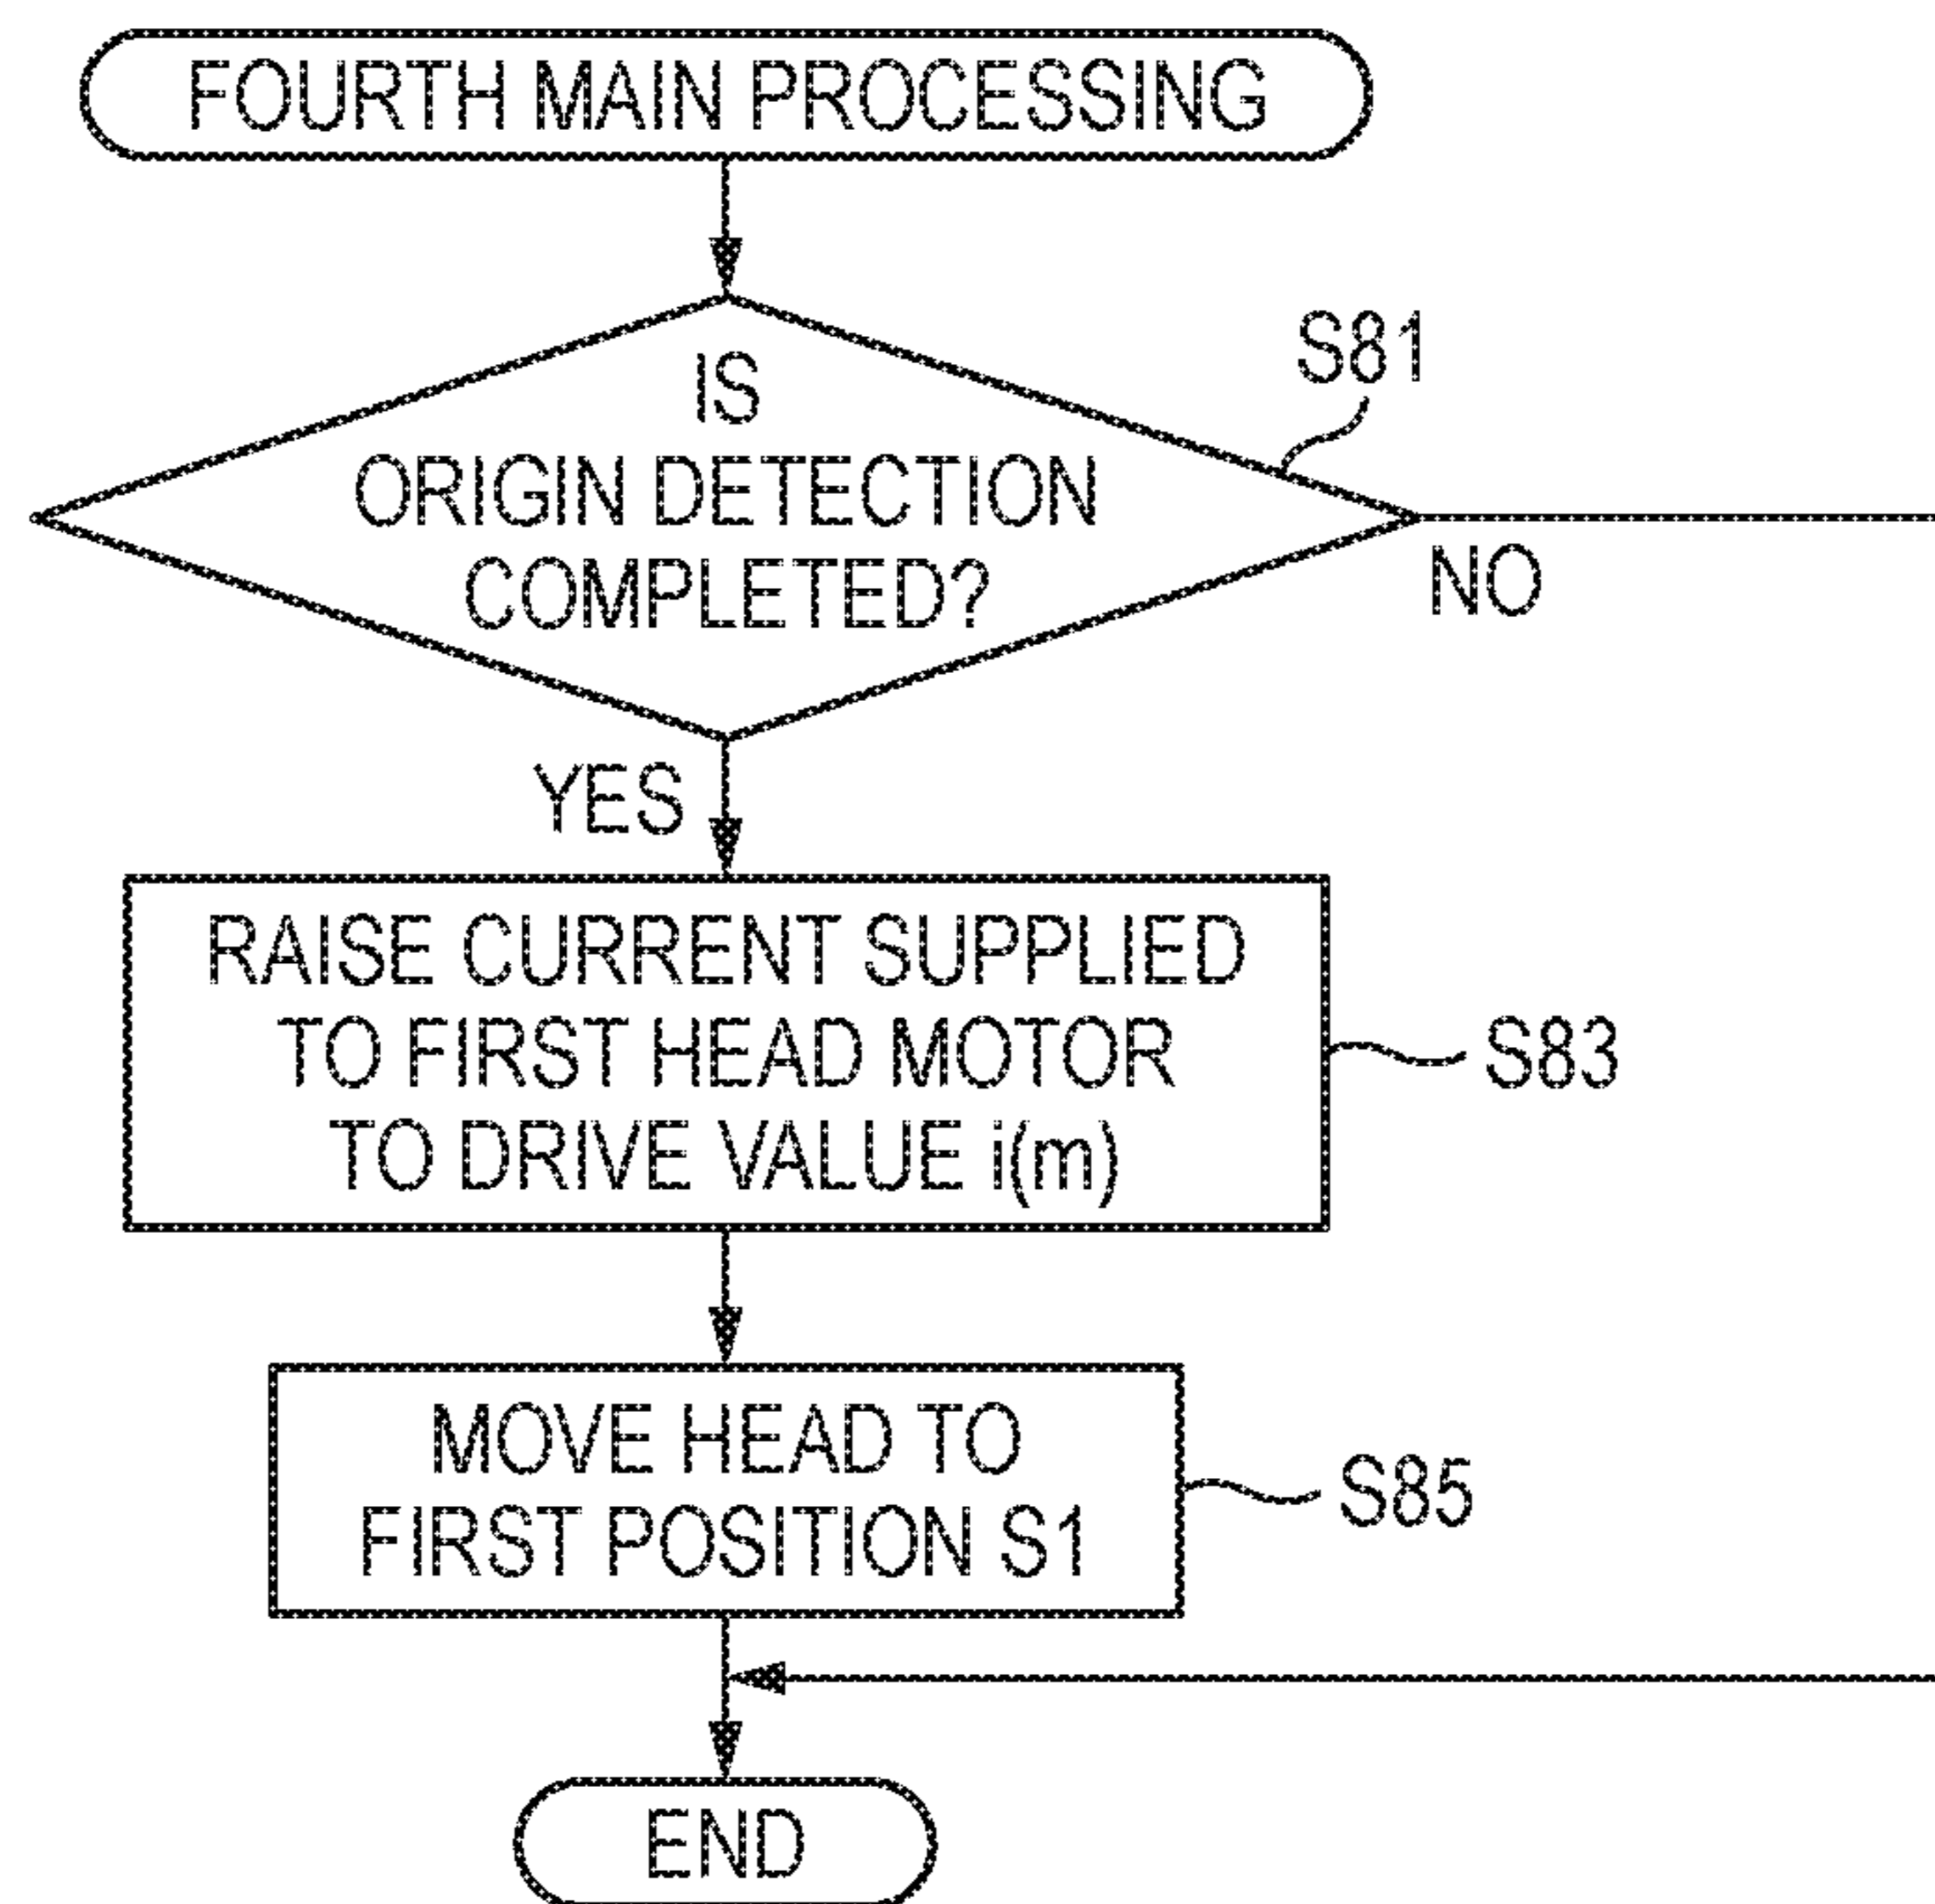 FOURTH MAIN PROCESSING
S81
IS
ORIGIN DETECTION
COMPLETED?
NO
YES
RAISE CURRENT SUPPLIED
TO FIRST HEAD MOTOR
TO DRIVE VALUE i(m)
S83
MOVE HEAD TO
FIRST POSITION S1
S85
END